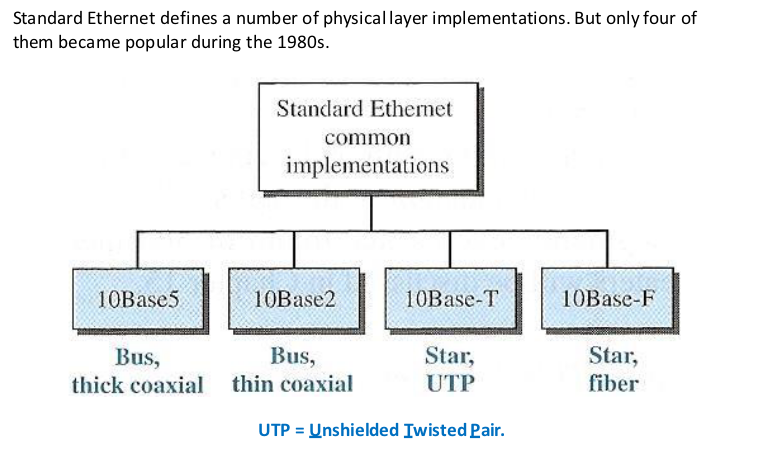 Standard Ethernet defines a number of physical layer implementations. But only four of
them became popular during the 1980s.
Standard Ethernet
common
implementations
10Base5
10Base2
10Base-T
10Base-F
Bus,
thick coaxial
Bus,
thin coaxial
Star,
UTP
Star,
fiber
UTP = Unshielded Twisted Pair.